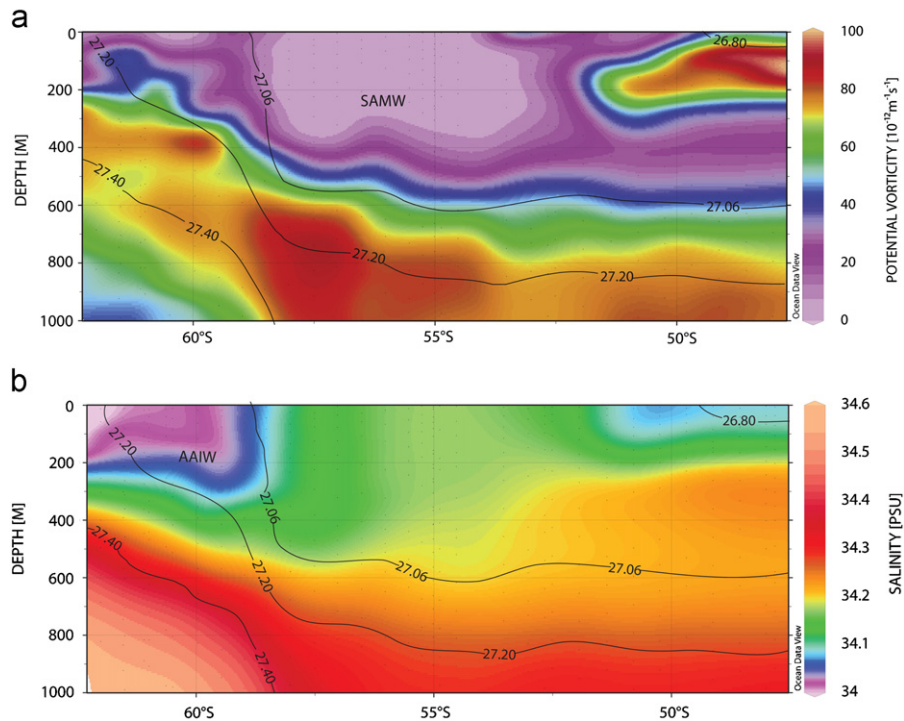 a
0
200
400
600
800
1000
DEPTH [M]
27.20
27.06
SAMW
26.80
27.40
27.40
27.20
27.06
27.20
60°S
55°S
50°S
Ocean Data View
100
80
60
40
20
0
POTENTIAL VORTICITY [10⁻¹²m⁻¹s⁻¹]
b
0
200
400
600
800
1000
DEPTH [M]
27.20
AAIW
27.06
26.80
27.40
27.20
27.06
27.06
27.40
27.20
60°S
55°S
50°S
Ocean Data View
34.6
34.5
34.4
34.3
34.2
34.1
34
SALINITY [PSU]